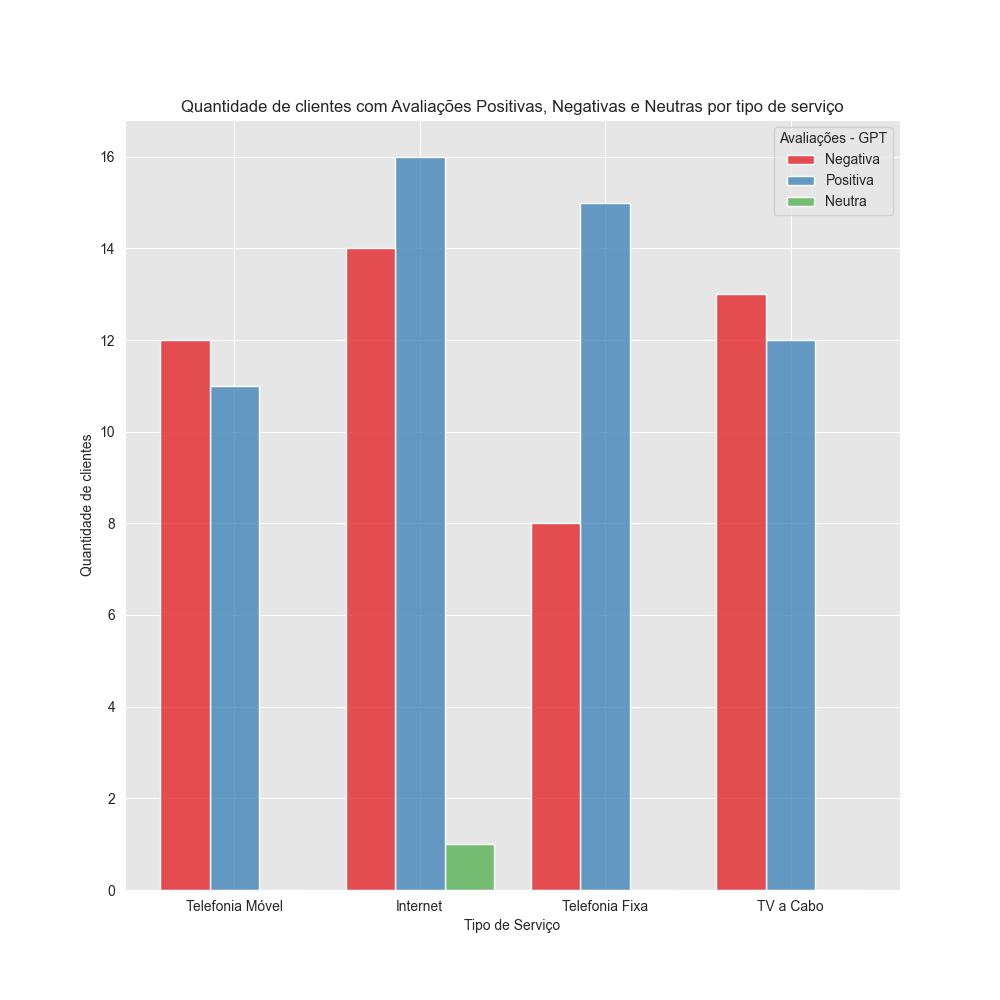 Quantidade de clientes com Avaliações Positivas, Negativas e Neutras por tipo de serviço
Avaliações - GPT
Negativa
Positiva
Neutra
Quantidade de clientes
16
14
12
10
8
6
4
2
0
Telefonia Móvel
Internet
Telefonia Fixa
TV a Cabo
Tipo de Serviço